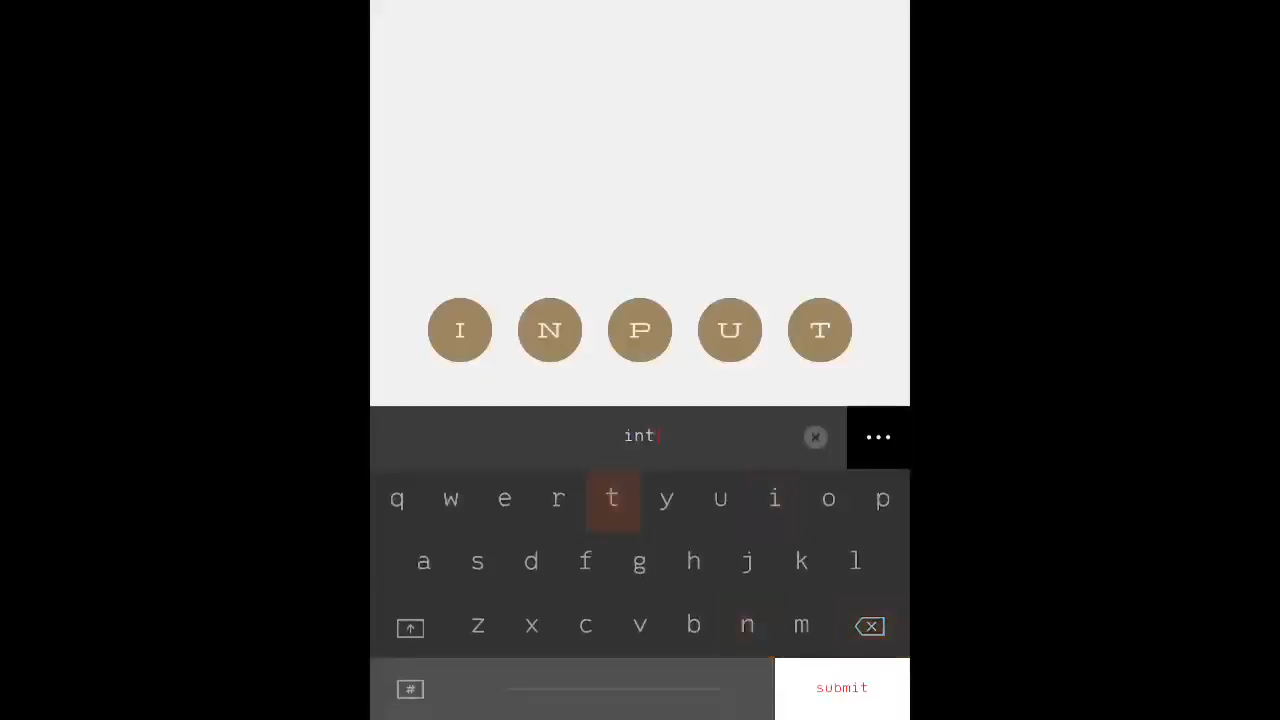 I N P U T
int
q w e r t y u i o p
a s d f g h j k l
z x c v b n m
# submit